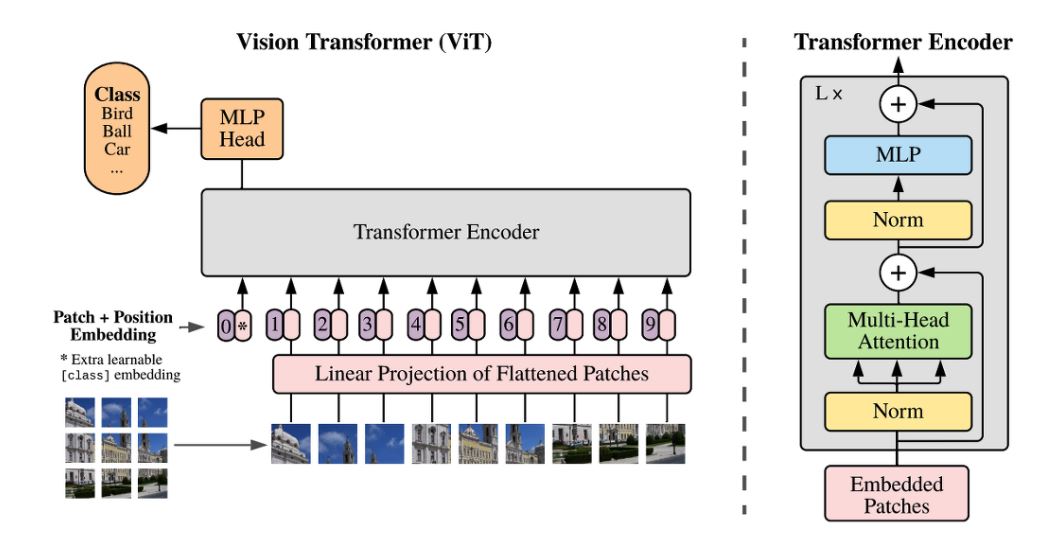 Vision Transformer (ViT)
Class
Bird
Ball
Car
...
MLP
Head
Transformer Encoder
Patch + Position
Embedding
0 * 1 2 3 4 5 6 7 8 9
* Extra learnable
[class] embedding
Linear Projection of Flattened Patches
Transformer Encoder
L x
+
MLP
Norm
+
Multi-Head
Attention
Norm
Embedded
Patches